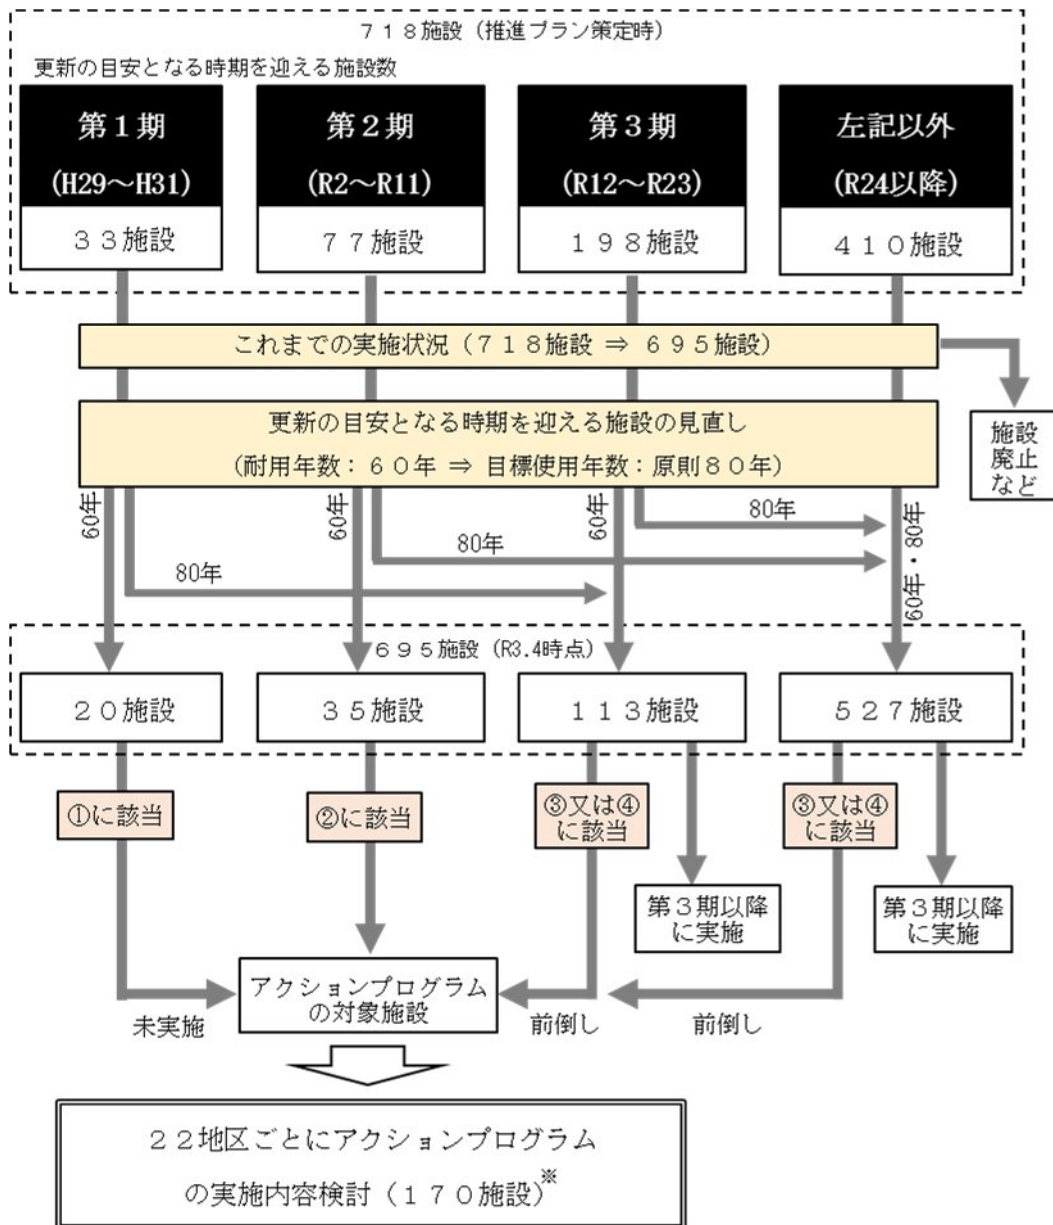 ７１８施設（推進プラン策定時）
更新の目安となる時期を迎える施設数
第１期
(H29～H31)
３３施設
第２期
(R2～R11)
７７施設
第３期
(R12～R23)
１９８施設
左記以外
(R24以降)
４１０施設
これまでの実施状況（７１８施設 ⇒ ６９５施設）
更新の目安となる時期を迎える施設の見直し
（耐用年数：６０年 ⇒ 目標使用年数：原則８０年）
施設
廃止
など
60年
80年
60年
80年
60年
80年
60年・80年
６９５施設（R3.4時点）
２０施設
３５施設
１１３施設
５２７施設
①に該当
②に該当
③又は④
に該当
③又は④
に該当
第３期以降
に実施
第３期以降
に実施
アクションプログラム
の対象施設
未実施
前倒し
前倒し
２２地区ごとにアクションプログラム
の実施内容検討（１７０施設）※